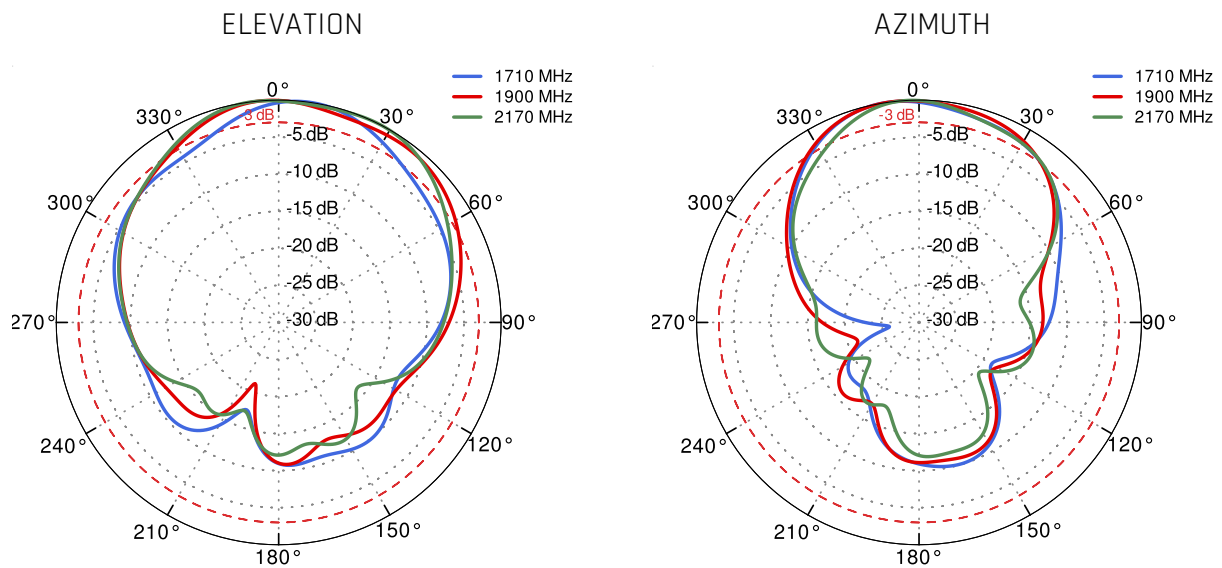 ELEVATION
1710 MHz
1900 MHz
2170 MHz
0°
330°
3 dB
30°
-5 dB
-10 dB
300°
60°
-15 dB
-20 dB
-25 dB
270°
-30 dB
90°
240°
120°
210°
150°
180°
AZIMUTH
1710 MHz
1900 MHz
2170 MHz
0°
330°
-3 dB
30°
-5 dB
-10 dB
300°
60°
-15 dB
-20 dB
-25 dB
270°
-30 dB
90°
240°
120°
210°
150°
180°